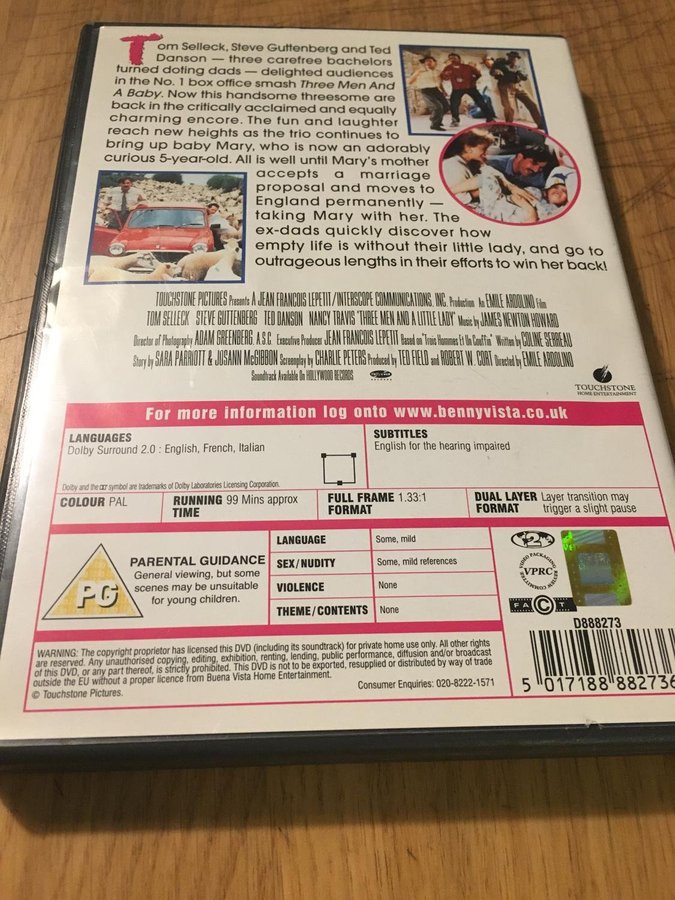 Tom Selleck, Steve Guttenberg and Ted
Danson — three carefree bachelors
turned doting dads — delighted audiences
in the No. 1 box office smash Three Men And
A Baby. Now this handsome threesome are
back in the critically acclaimed and equally
charming encore. The fun and laughter
reach new heights as the trio continues to
bring up baby Mary, who is now an adorably
curious 5-year-old. All is well until Mary's mother
accepts a marriage
proposal and moves to
England permanently —
taking Mary with her. The
ex-dads quickly discover how
empty life is without their little lady, and go to
outrageous lengths in their efforts to win her back!
TOUCHSTONE PICTURES Presents A JEAN FRANCOIS LEPETIT/INTERSCOPE COMMUNICATIONS, INC. Production An EMILE ARDOLINO Film
TOM SELLECK STEVE GUTTENBERG TED DANSON NANCY TRAVIS "THREE MEN AND A LITTLE LADY" Music by JAMES NEWTON HOWARD
Director of Photography ADAM GREENBERG, A.S.C. Executive Producer JEAN FRANCOIS LEPETIT Based on "Trois Hommes Et Un Couffin" Written by COLINE SERREAU
Story by SARA PARRIOTT & JOSANN McGIBBON Screenplay by CHARLIE PETERS Produced by TED FIELD and ROBERT W. CORT Directed by EMILE ARDOLINO
Soundtrack Available On HOLLYWOOD RECORDS
TOUCHSTONE
HOME ENTERTAINMENT
For more information log onto www.bennyvista.co.uk
LANGUAGES
Dolby Surround 2.0 : English, French, Italian
Dolby and the symbol are trademarks of Dolby Laboratories Licensing Corporation.
SUBTITLES
English for the hearing impaired
COLOUR PAL
RUNNING TIME 99 Mins approx
FULL FRAME FORMAT 1.33:1
DUAL LAYER FORMAT Layer transition may trigger a slight pause
PG
PARENTAL GUIDANCE
General viewing, but some
scenes may be unsuitable
for young children.
LANGUAGE Some, mild
SEX/NUDITY Some, mild references
VIOLENCE None
THEME/CONTENTS None
2
VIDEO PACKAGING REVIEW COMMITTEE
VPRC
FACT
D888273
5 017188 882736
WARNING: The copyright proprietor has licensed this DVD (including its soundtrack) for private home use only. All other rights
are reserved. Any unauthorised copying, editing, exhibition, renting, lending, public performance, diffusion and/or broadcast
of this DVD, or any part thereof, is strictly prohibited. This DVD is not to be exported, resupplied or distributed by way of trade
outside the EU without a proper licence from Buena Vista Home Entertainment.
© Touchstone Pictures.
Consumer Enquiries: 020-8222-1571